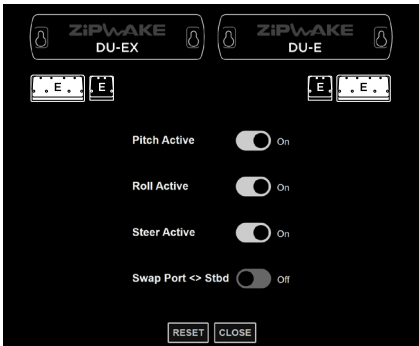 ZIPWAKE ZIPWAKE
DU-EX DU-E
E E E E
Pitch Active On
Roll Active On
Steer Active On
Swap Port <> Stbd Off
RESET CLOSE